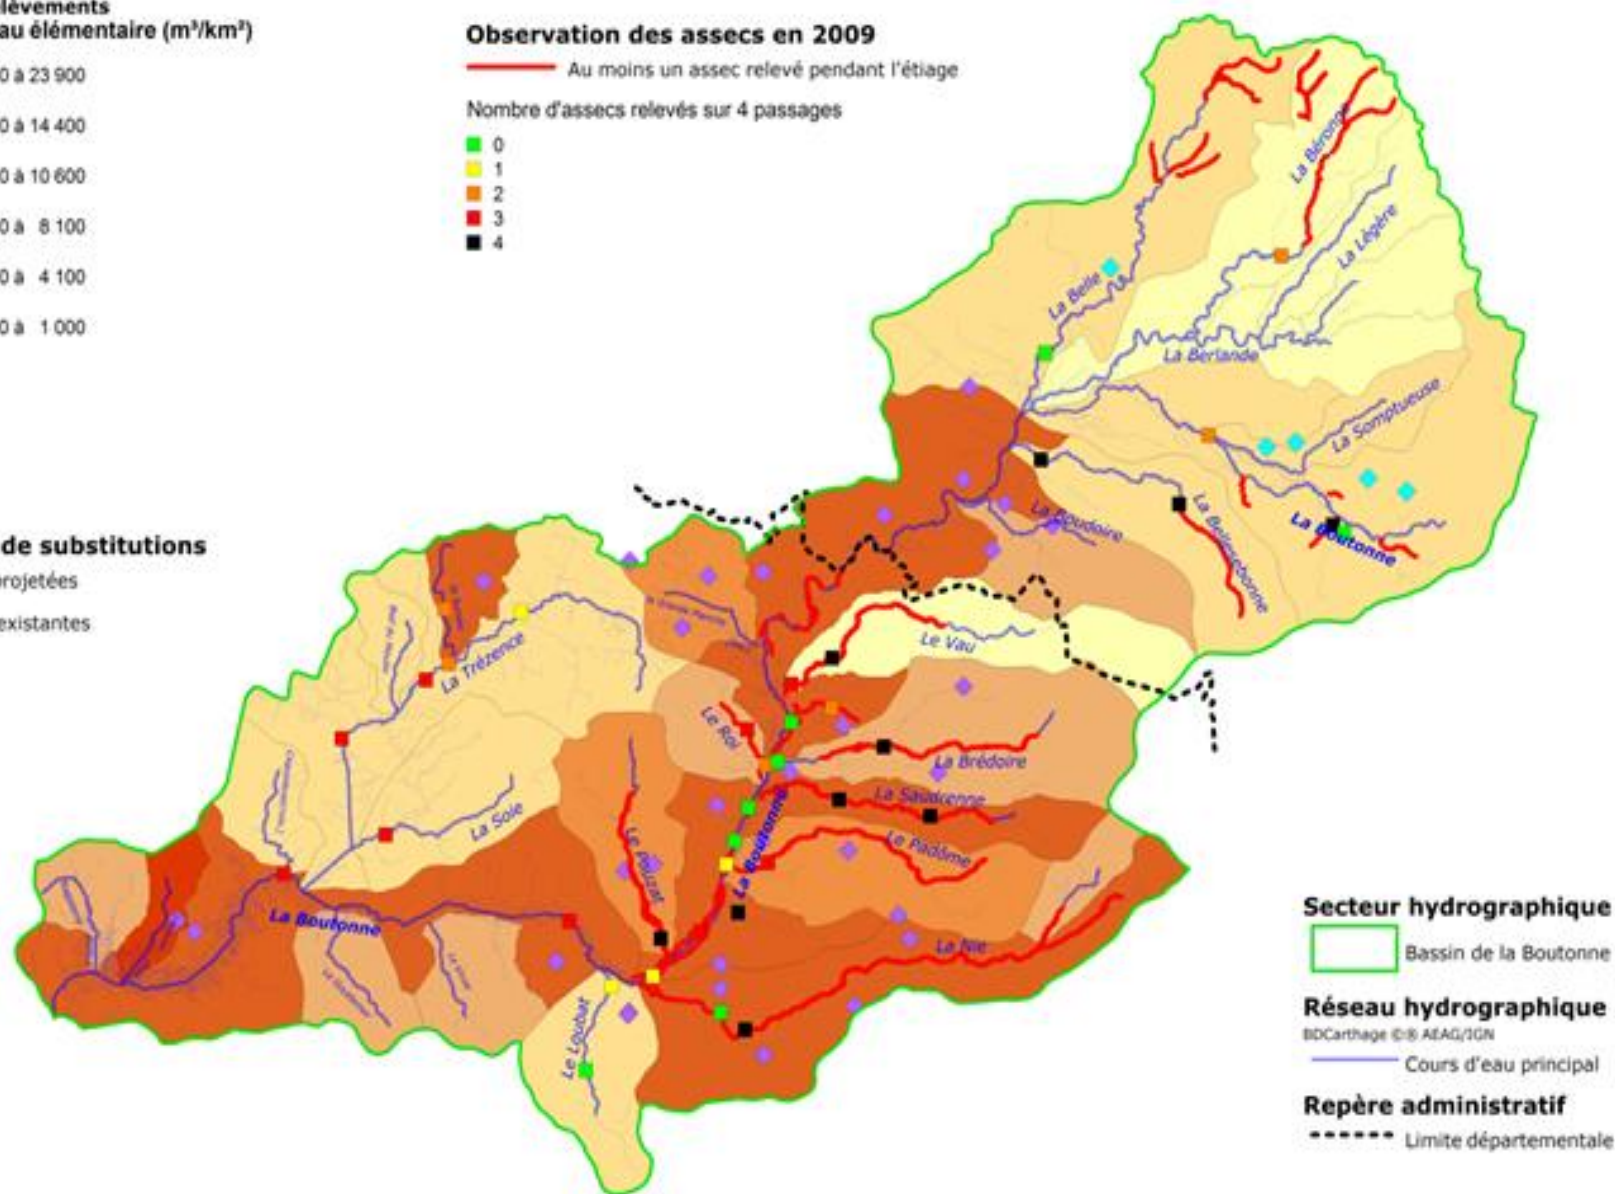 élèvements
au élémentaire (m³/km²)
0 à 23 900
0 à 14 400
0 à 10 600
0 à 8 100
0 à 4 100
0 à 1 000
Observation des assecs en 2009
Au moins un assec relevé pendant l'étiage
Nombre d'assecs relevés sur 4 passages
0
1
2
3
4
de substitutions
rojetées
existantes
La Béronne
La Légère
La Belle
La Berlande
La Somptueuse
La Boutonne
La Bellesebonne
La Boudoire
Le Vau
La Trézence
Le Roi
La Brédoire
La Saudrenne
La Boutonne
Le Padôme
La Soie
Le Pouzat
La Boutonne
La Nie
Le Loubat
Secteur hydrographique
Bassin de la Boutonne
Réseau hydrographique
BDCarthage ©® AEAG/IGN
Cours d'eau principal
Repère administratif
Limite départementale